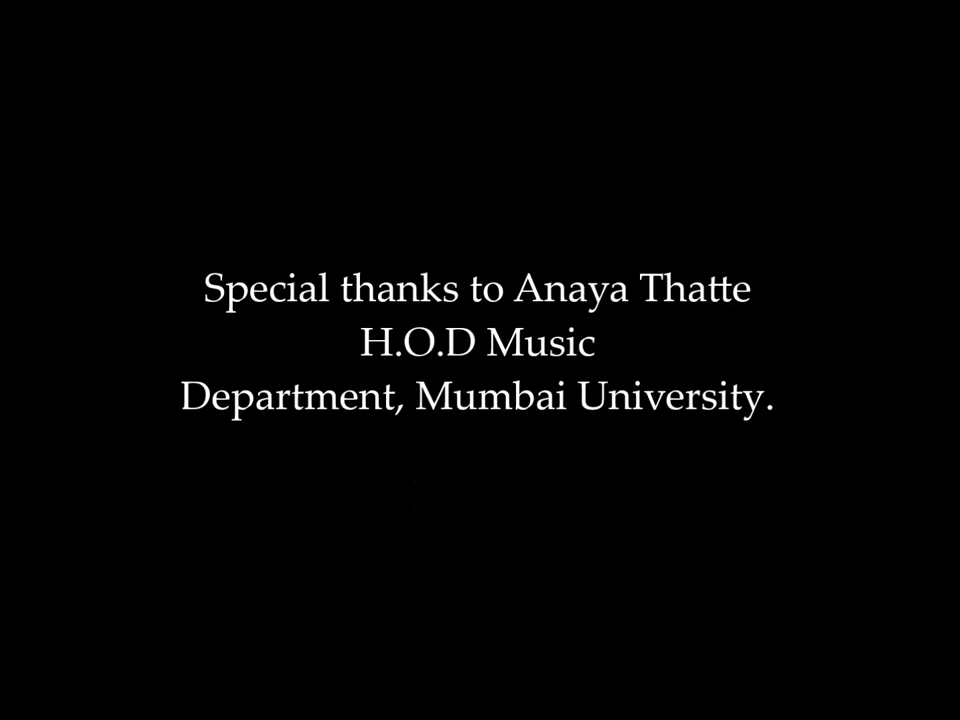 Special thanks to Anaya Thatte
H.O.D Music
Department, Mumbai University.